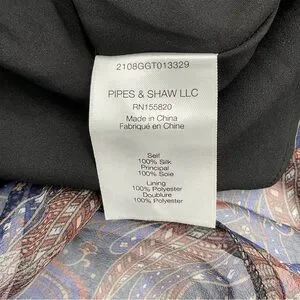 2108GGT013329
PIPES & SHAW LLC
RN155820
Made in China
Fabriqué en Chine
Self
100% Silk
Principal
100% Soie
Lining
100% Polyester
Doublure
100% Polyester